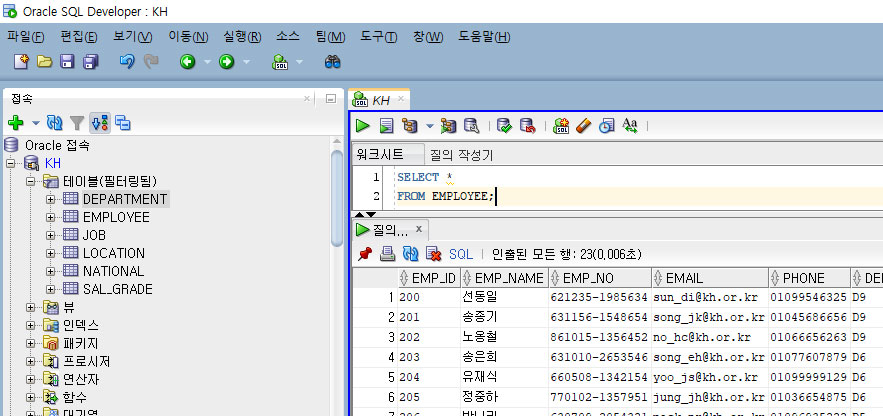 Oracle SQL Developer : KH
파일(F) 편집(E) 보기(V) 이동(N) 실행(R) 소스 팀(M) 도구(T) 창(W) 도움말(H)
접속
Oracle 접속
KH
테이블(필터링됨)
DEPARTMENT
EMPLOYEE
JOB
LOCATION
NATIONAL
SAL_GRADE
뷰
인덱스
패키지
프로시저
연산자
함수
대기열
KH
워크시트 질의 작성기
1 SELECT *
2 FROM EMPLOYEE;
질의...
SQL | 인출된 모든 행: 23(0,006초)
EMP_ID EMP_NAME EMP_NO EMAIL PHONE
1 200 선동일 621235-1985634 sun_di@kh.or.kr 01099546325 D9
2 201 송종기 631156-1548654 song_jk@kh.or.kr 01045686656 D9
3 202 노옹철 861015-1356452 no_hc@kh.or.kr 01066656263 D9
4 203 송은희 631010-2653546 song_eh@kh.or.kr 01077607879 D6
5 204 유재식 660508-1342154 yoo_js@kh.or.kr 01099999129 D6
6 205 정중하 770102-1357951 jung_jh@kh.or.kr 01036654875 D6